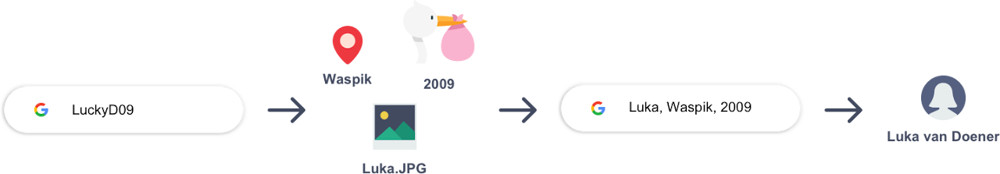 LuckyD09
Waspik
2009
Luka.JPG
Luka, Waspik, 2009
Luka van Doener